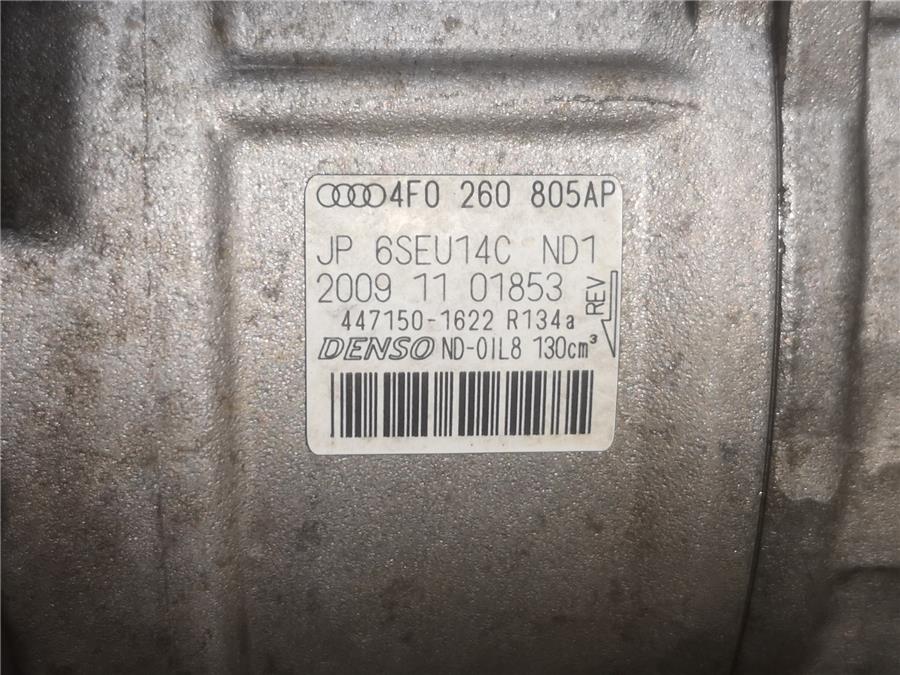 4F0 260 805AP
JP 6SEU14C ND1
2009 11 01853
447150-1622 R134a
DENSO ND-OIL8 130cm³
REV